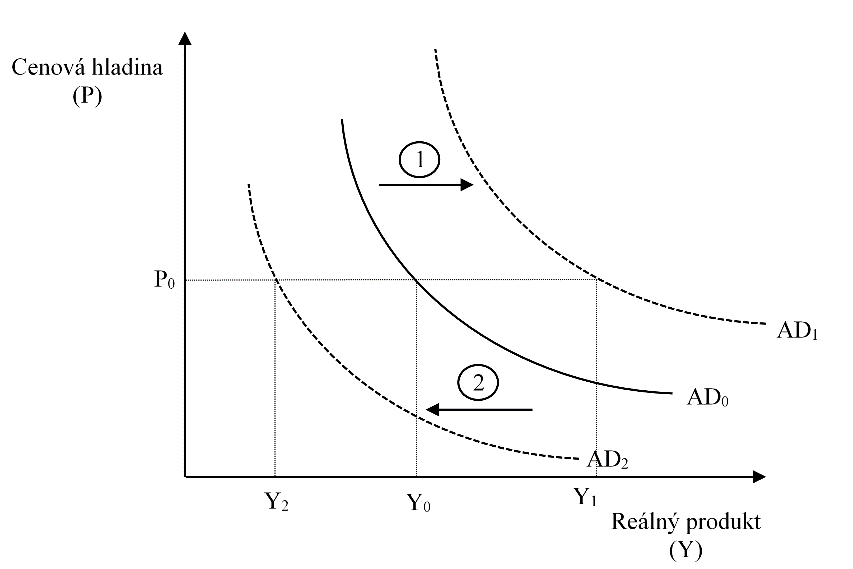 Cenová hladina
(P)
1
P₀
AD₁
2
AD₀
AD₂
Y₂
Y₀
Y₁
Reálný produkt
(Y)